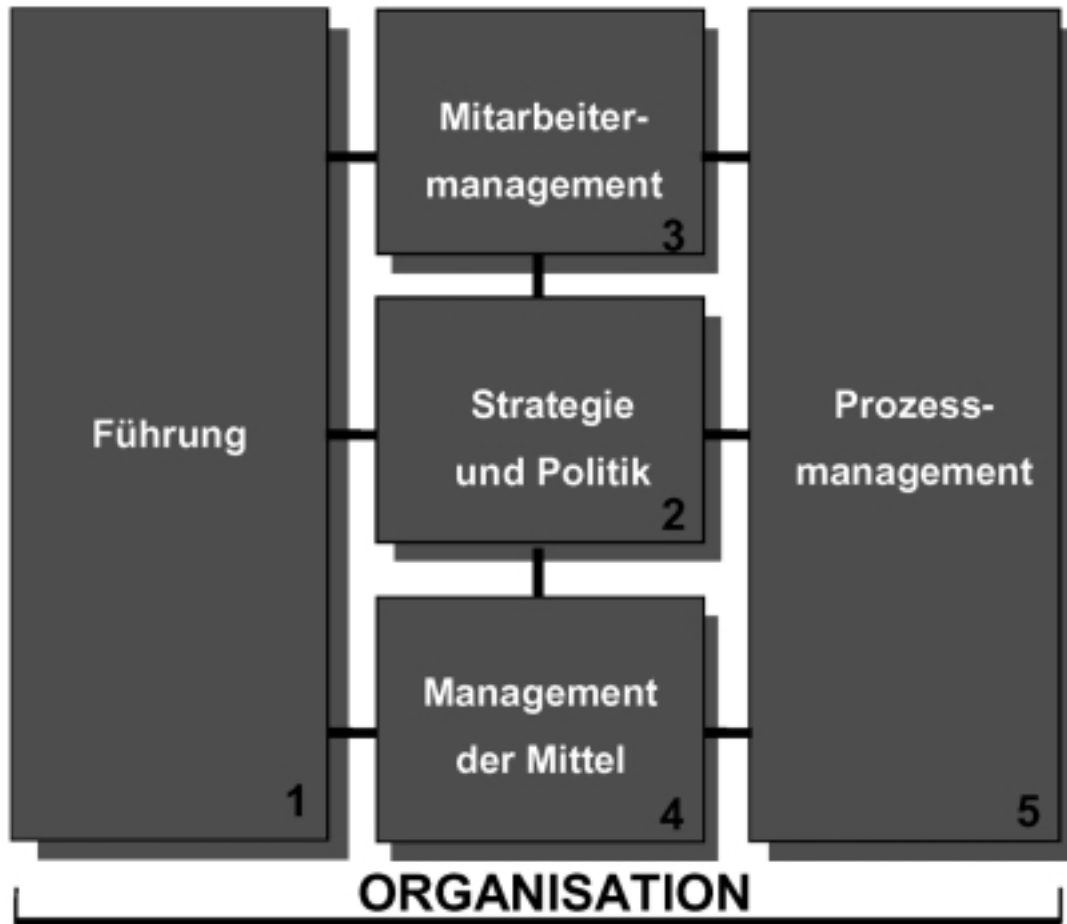 Führung
1
Mitarbeiter-
management
3
Strategie
und Politik
2
Management
der Mittel
4
Prozess-
management
5
ORGANISATION